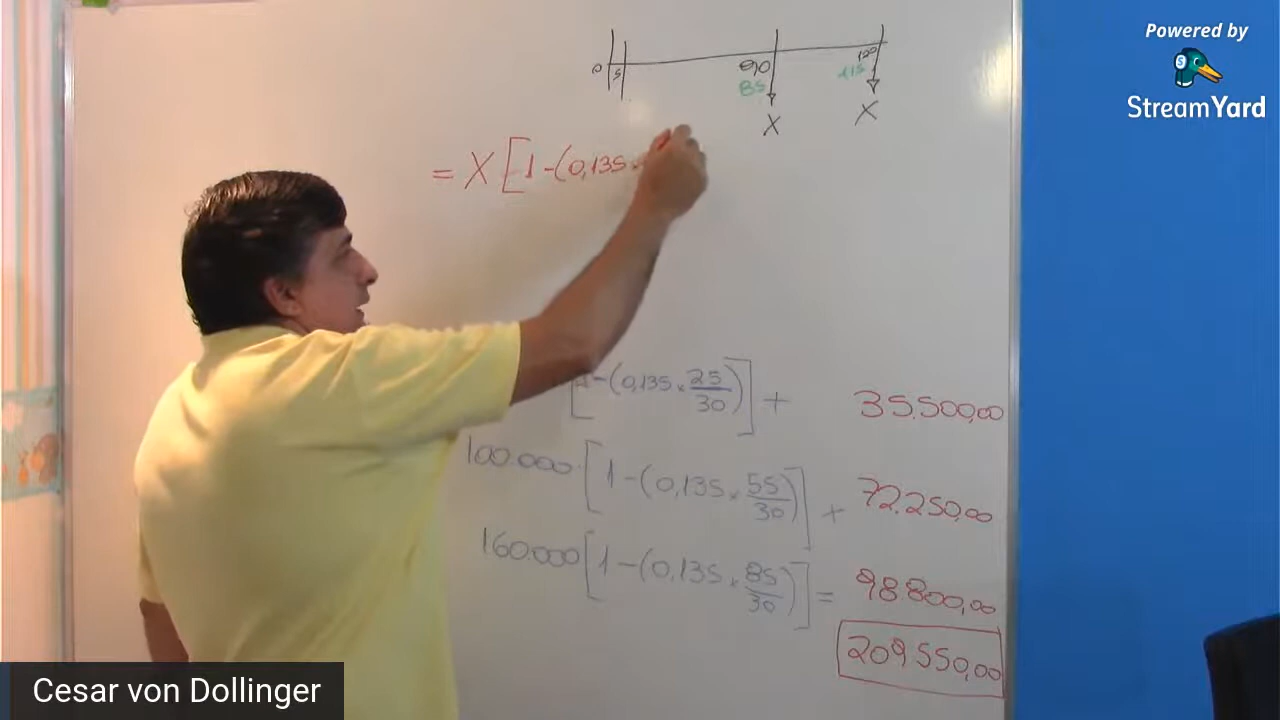 Powered by
StreamYard
0 5 90 120
85 115
X X
= X [1-(0,135.
1-(0,135 . 25/30)] + 35.500,00
100.000 [1-(0,135 . 55/30)] + 72.250,00
160.000 [1-(0,135 . 85/30)] = 98.800,00
209.550,00
Cesar von Dollinger